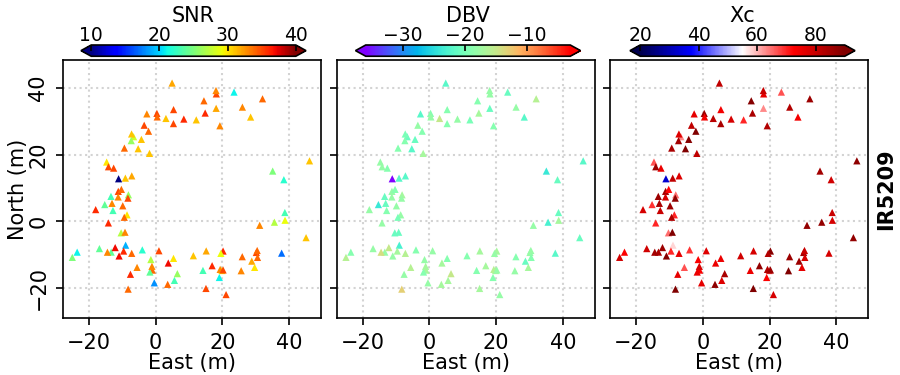 SNR DBV Xc
10 20 30 40 −30 −20 −10 20 40 60 80
40
20
0
−20
North (m)
IR5209
−20 0 20 40 −20 0 20 40 −20 0 20 40
East (m) East (m) East (m)